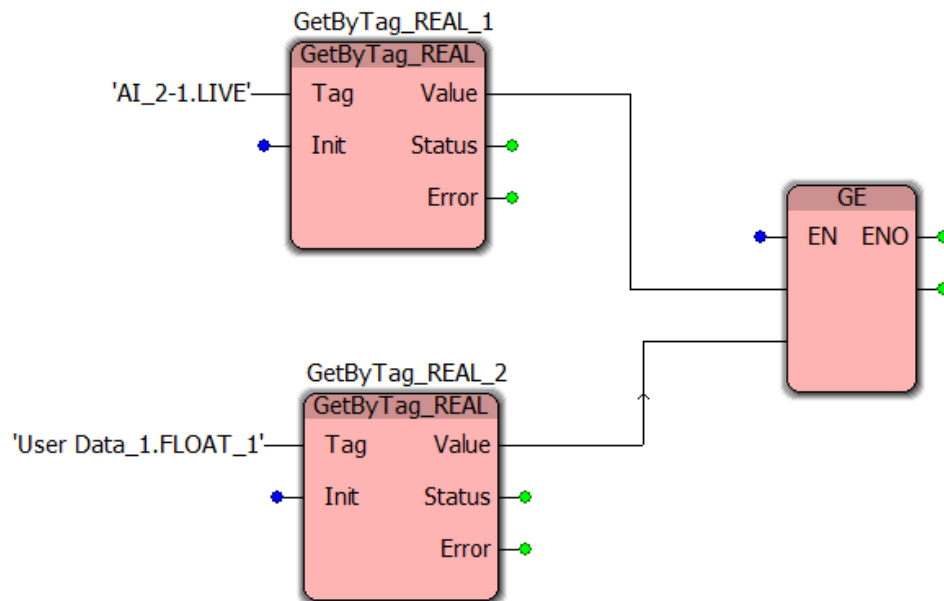 GetByTag_REAL_1
GetByTag_REAL
'AI_2-1.LIVE'
Tag
Value
Init
Status
Error
GE
EN
ENO
GetByTag_REAL_2
GetByTag_REAL
'User Data_1.FLOAT_1'
Tag
Value
Init
Status
Error